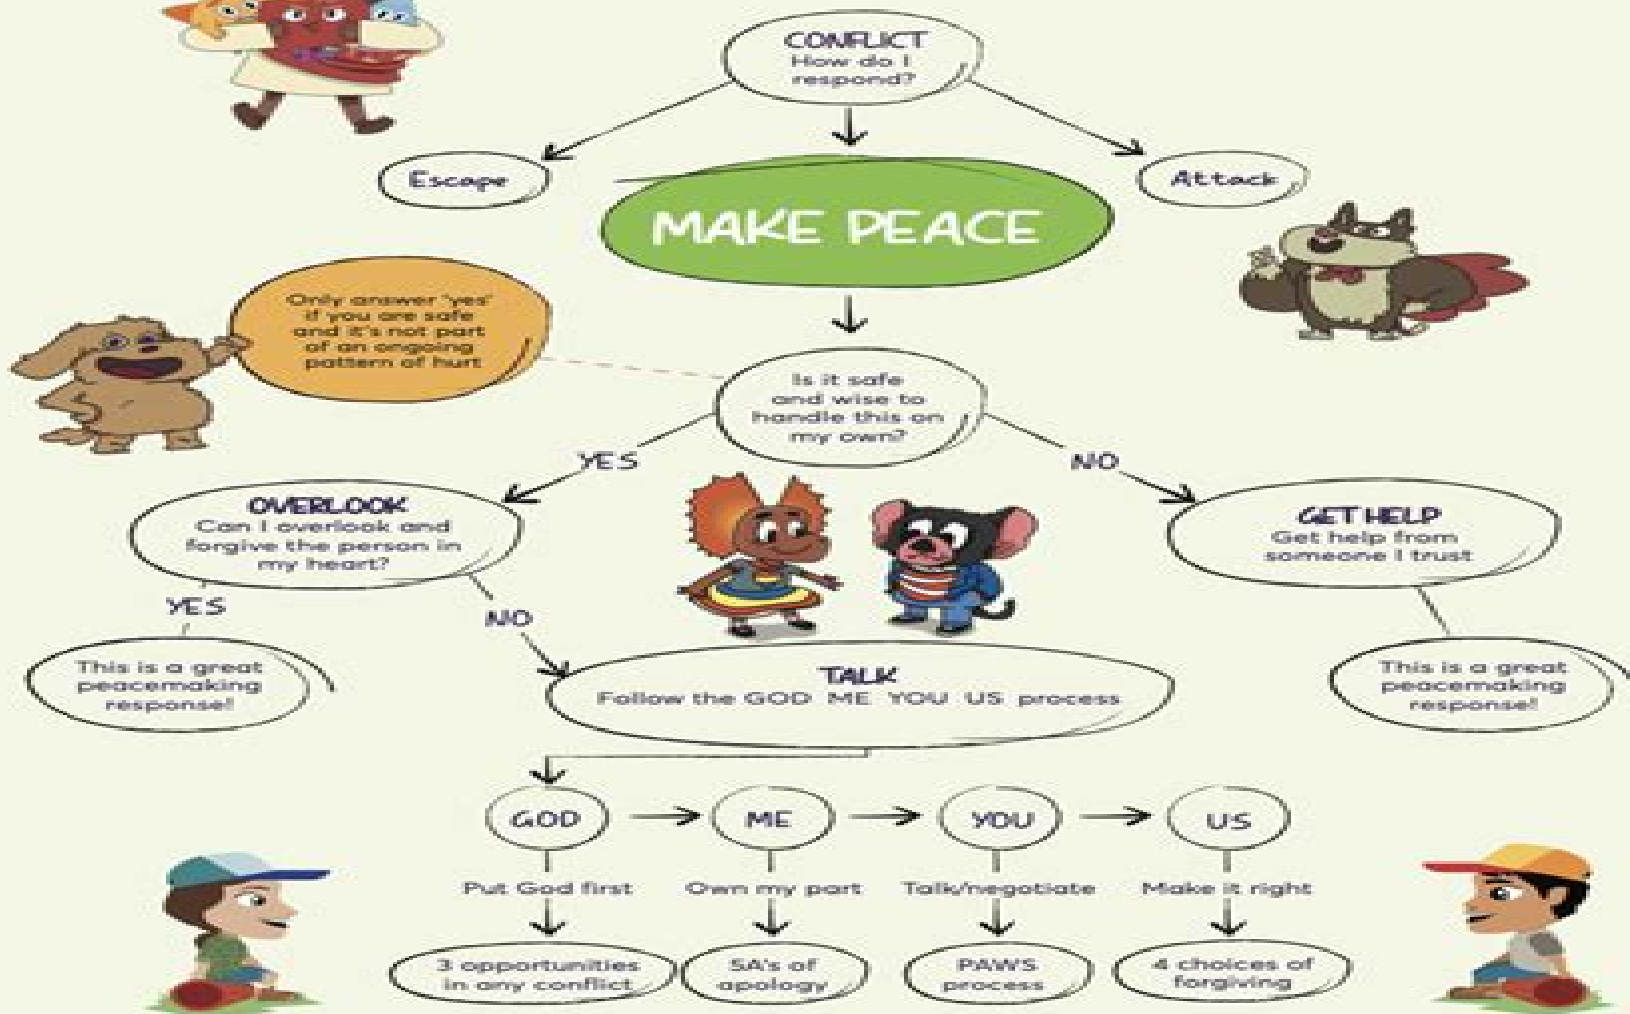 CONFLICT
How do I
respond?
Escape
Attack
MAKE PEACE
Only answer 'yes'
if you are safe
and it's not part
of an ongoing
pattern of hurt
Is it safe
and wise to
handle this on
my own?
YES
NO
OVERLOOK
Can I overlook and
forgive the person in
my heart?
GET HELP
Get help from
someone I trust
YES
NO
This is a great
peacemaking
response!
TALK
Follow the GOD ME YOU US process
This is a great
peacemaking
response!
GOD
ME
YOU
US
Put God first
Own my part
Talk/negotiate
Make it right
3 opportunities
in any conflict
5A's of
apology
PAWS
process
4 choices of
forgiving